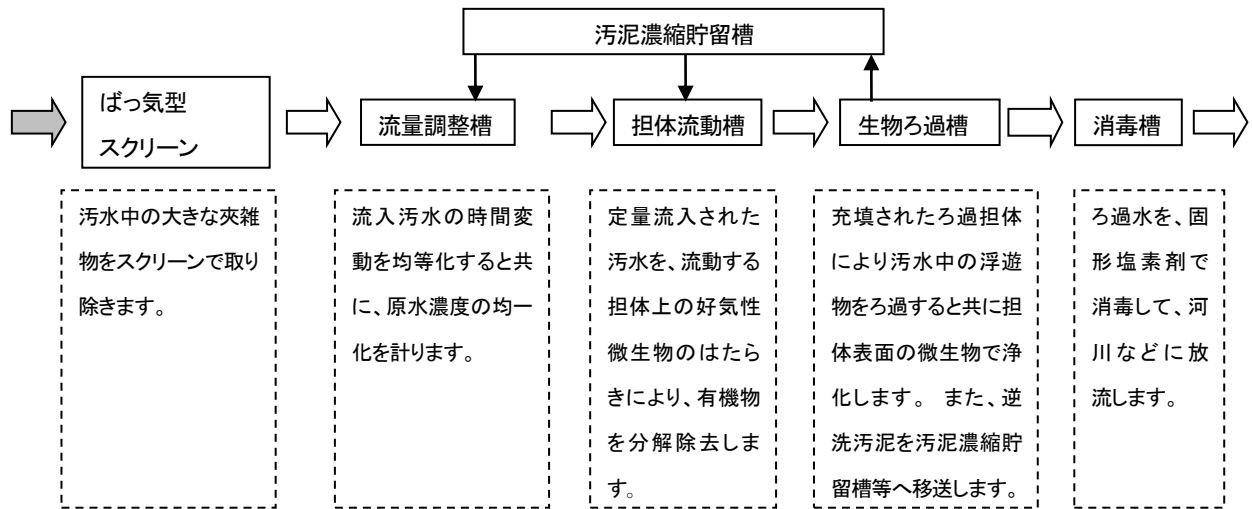 汚泥濃縮貯留槽
ばっ気型
スクリーン
流量調整槽
担体流動槽
生物ろ過槽
消毒槽
汚水中の大きな夾雑
物をスクリーンで取り
除きます。
流入汚水の時間変
動を均等化すると共
に、原水濃度の均一
化を計ります。
定量流入された
汚水を、流動する
担体上の好気性
微生物のはたら
きにより、有機物
を分解除去しま
す。
充填されたろ過担体
により汚水中の浮遊
物をろ過すると共に担
体表面の微生物で浄
化します。 また、逆
洗汚泥を汚泥濃縮貯
留槽等へ移送します。
ろ過水を、固
形塩素剤で
消毒して、河
川などに放
流します。